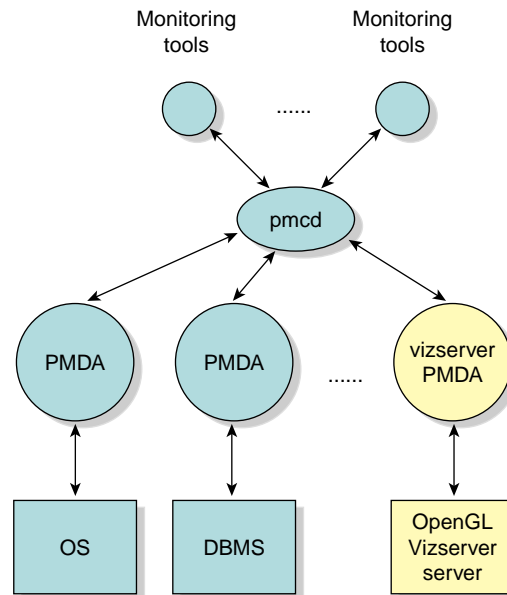 Monitoring
tools
Monitoring
tools
......
pmcd
PMDA
PMDA
......
vizserver
PMDA
OS
DBMS
OpenGL
Vizserver
server